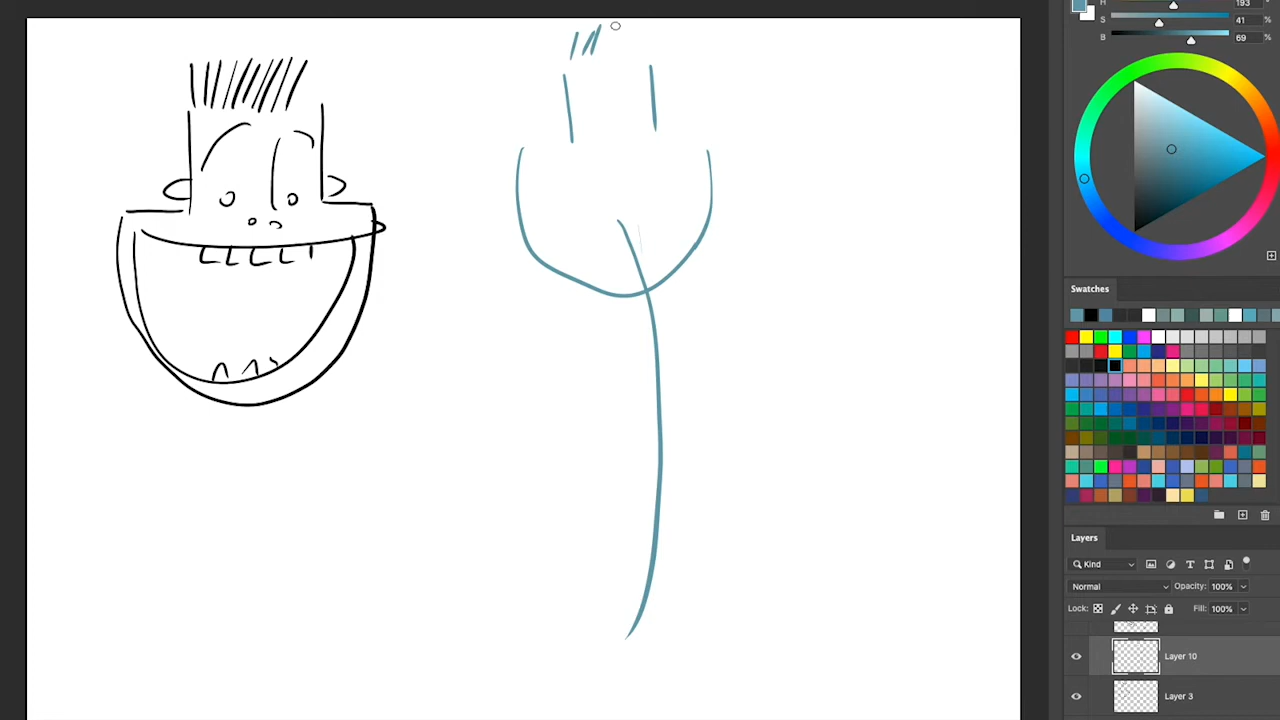 H 193
S 41 %
B 69 %
Swatches
Layers
Kind
Normal Opacity: 100%
Lock: Fill: 100%
Layer 10
Layer 3